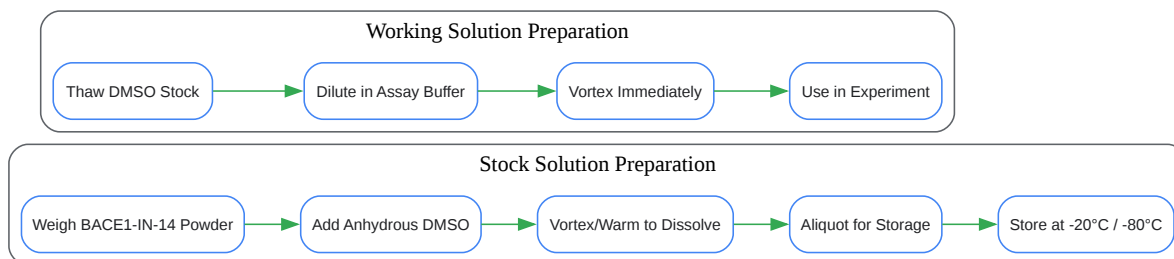 Working Solution Preparation
Thaw DMSO Stock
Dilute in Assay Buffer
Vortex Immediately
Use in Experiment
Stock Solution Preparation
Weigh BACE1-IN-14 Powder
Add Anhydrous DMSO
Vortex/Warm to Dissolve
Aliquot for Storage
Store at -20°C / -80°C